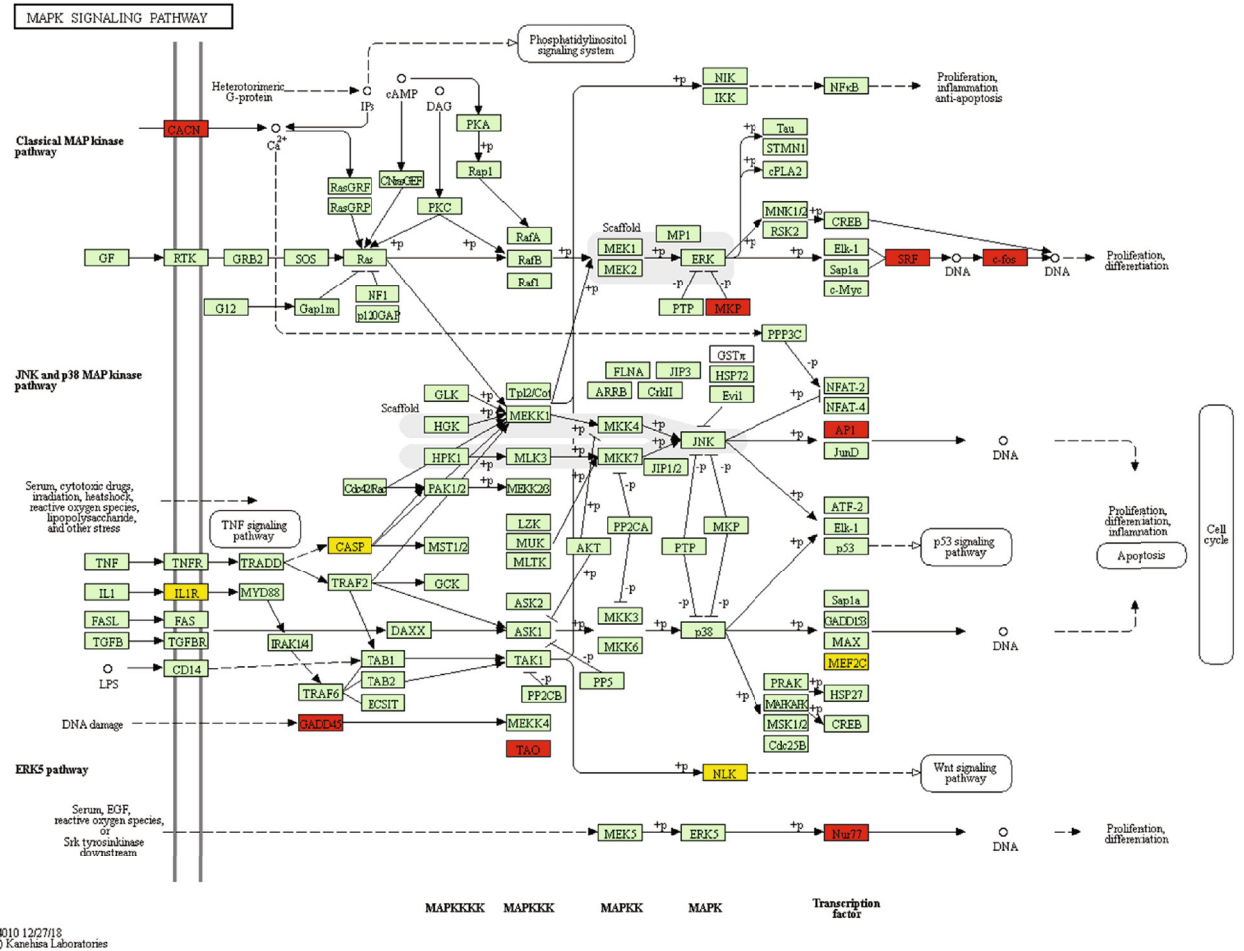 MAPK SIGNALING PATHWAY
Phosphatidylinositol
signaling system
Heterotorimeric
G-protein
IP3
cAMP
DAG
+p
NIK
IKK
NFκB
Proliferation,
inflammation
anti-apoptosis
Classical MAP kinase
pathway
CACN
Ca2+
PKA
+p
Rap1
RasGRF
CNrasGEF
RasGRP
PKC
+p
Tau
STMN1
+p
cPLA2
MNK1/2
+p
RSK2
CREB
GF
RTK
GRB2
SOS
Ras
+p
+p
RafA
RafB
Raf1
+p
Scaffold
MEK1
MEK2
+p
MP1
ERK
+p
+p
Elk-1
Sap1a
c-Myc
SRF
DNA
c-fos
DNA
Proliferation,
differentiation
G12
Gap1m
NF1
p120GAP
+p
-p
-p
PTP
MKP
PPP3C
-p
JNK and p38 MAP kinase
pathway
GLK
HGK
Scaffold
+p
+p
+p
Tpl2/Cot
MEKK1
FLNA
JIP3
ARRB
CrkII
GSTπ
HSP72
Evi1
NFAT-2
NFAT-4
MKK4
+p
+p
JNK
+p
AP1
JunD
DNA
HPK1
+p
MLK3
+p
MKK7
+p
JIP1/2
Cdc42/Rac
PAK1/2
+p
MEKK2/3
+p
-p
-p
-p
Serum, cytotoxic drugs,
irradiation, heatshock,
reactive oxygen species,
lipopolysaccharide,
and other stress
TNF signaling
pathway
LZK
MUK
MLTK
PP2CA
AKT
+p
PTP
MKP
ATF-2
Elk-1
p53
+p
p53 signaling
pathway
Proliferation,
differentiation,
inflamnation
Apoptosis
Cell
cycle
TNF
TNFR
TRADD
CASP
MST1/2
IL1
IL1R
MYD88
TRAF2
GCK
-p
-p
-p
FASL
FAS
TGFB
TGFBR
DAXX
ASK2
ASK1
+p
MKK3
MKK6
+p
p38
+p
Sap1a
GADD153
MAX
MEF2C
DNA
IRAK1/4
LPS
CD14
TAB1
TAB2
ECSIT
TRAF6
TAK1
-p
-p
PP2CB
PP5
+p
PRAK
+p
HSP27
MAPKAPK
+p
MSK1/2
CREB
Cdc25B
DNA damage
GADD45
MEKK4
TAO
ERK5 pathway
+p
NLK
Wnt signaling
pathway
Serum, EGF,
reactive oxygen species,
or
Srk tyrosinkinase
downstream
MEK5
+p
ERK5
+p
Nur77
DNA
Proliferation,
differentiation
MAPKKKK
MAPKKK
MAPKK
MAPK
Transcription
factor
4010 12/27/18
) Kanehisa Laboratories